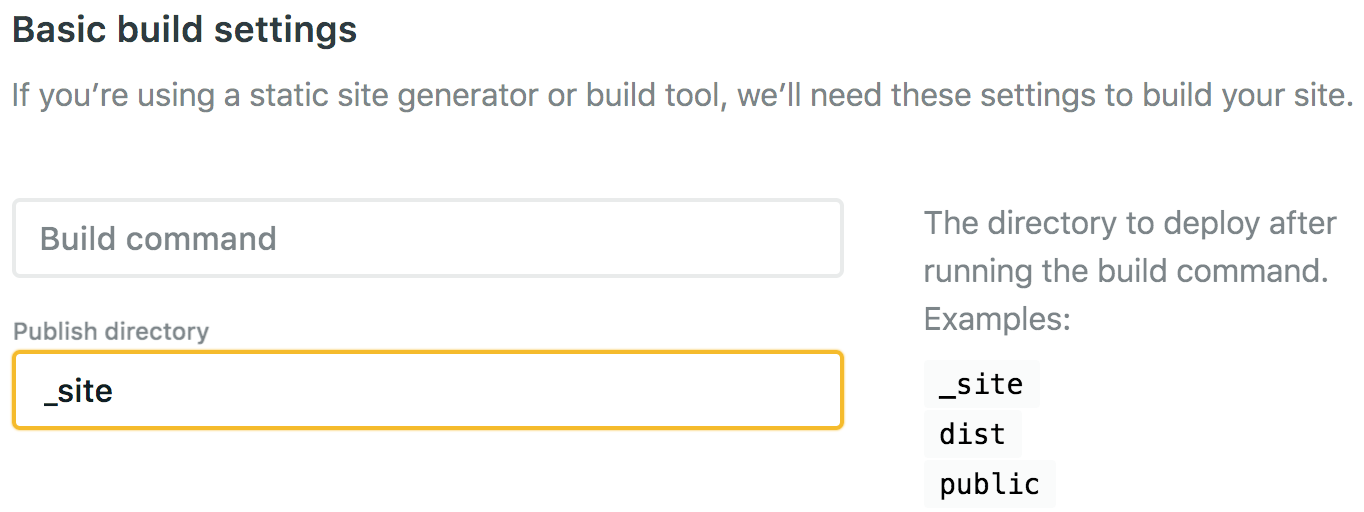 Basic build settings
If you’re using a static site generator or build tool, we’ll need these settings to build your site.
Build command
Publish directory
_site
The directory to deploy after
running the build command.
Examples:
_site
dist
public